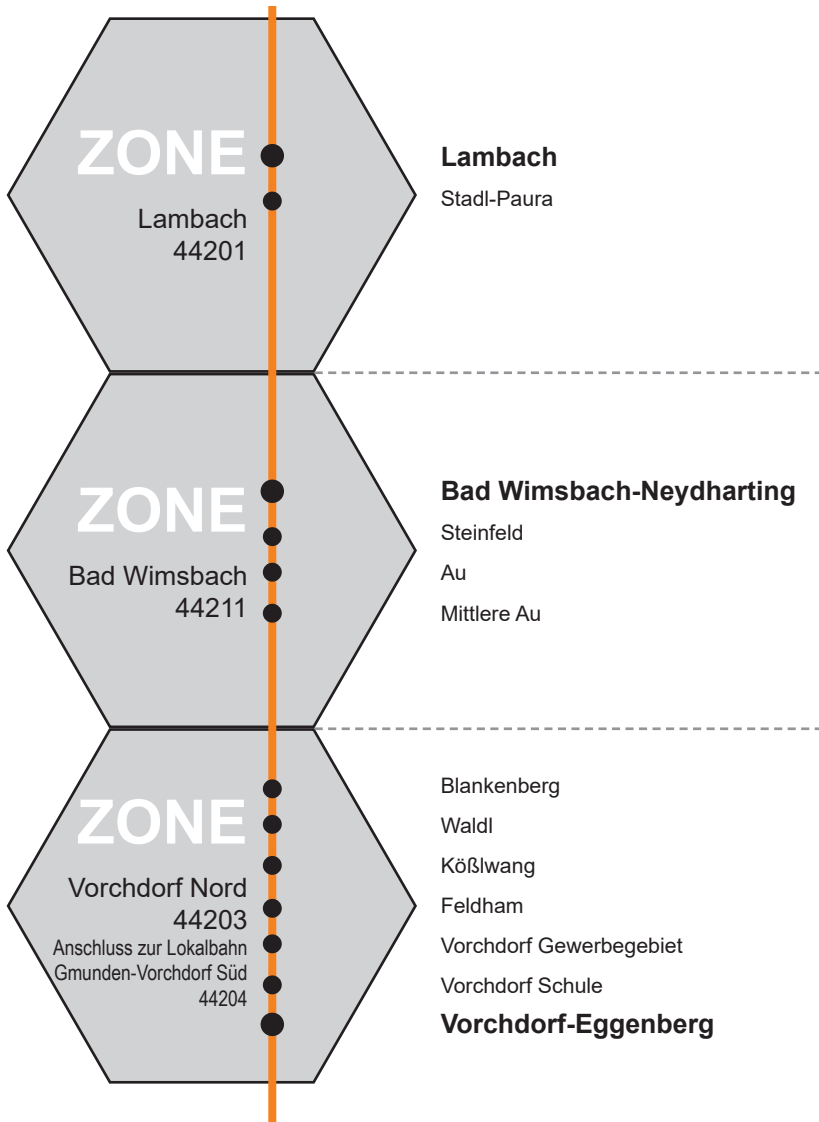 ZONE
Lambach
44201
Lambach
Stadl-Paura
ZONE
Bad Wimsbach
44211
Bad Wimsbach-Neydharting
Steinfeld
Au
Mittlere Au
ZONE
Vorchdorf Nord
44203
Anschluss zur Lokalbahn
Gmunden-Vorchdorf Süd
44204
Blankenberg
Waldl
Kößlwang
Feldham
Vorchdorf Gewerbegebiet
Vorchdorf Schule
Vorchdorf-Eggenberg